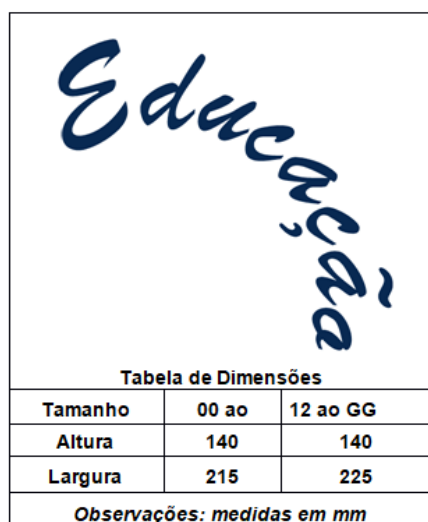 Educação
Tabela de Dimensões
Tamanho 00 ao 12 ao GG
Altura 140 140
Largura 215 225
Observações: medidas em mm